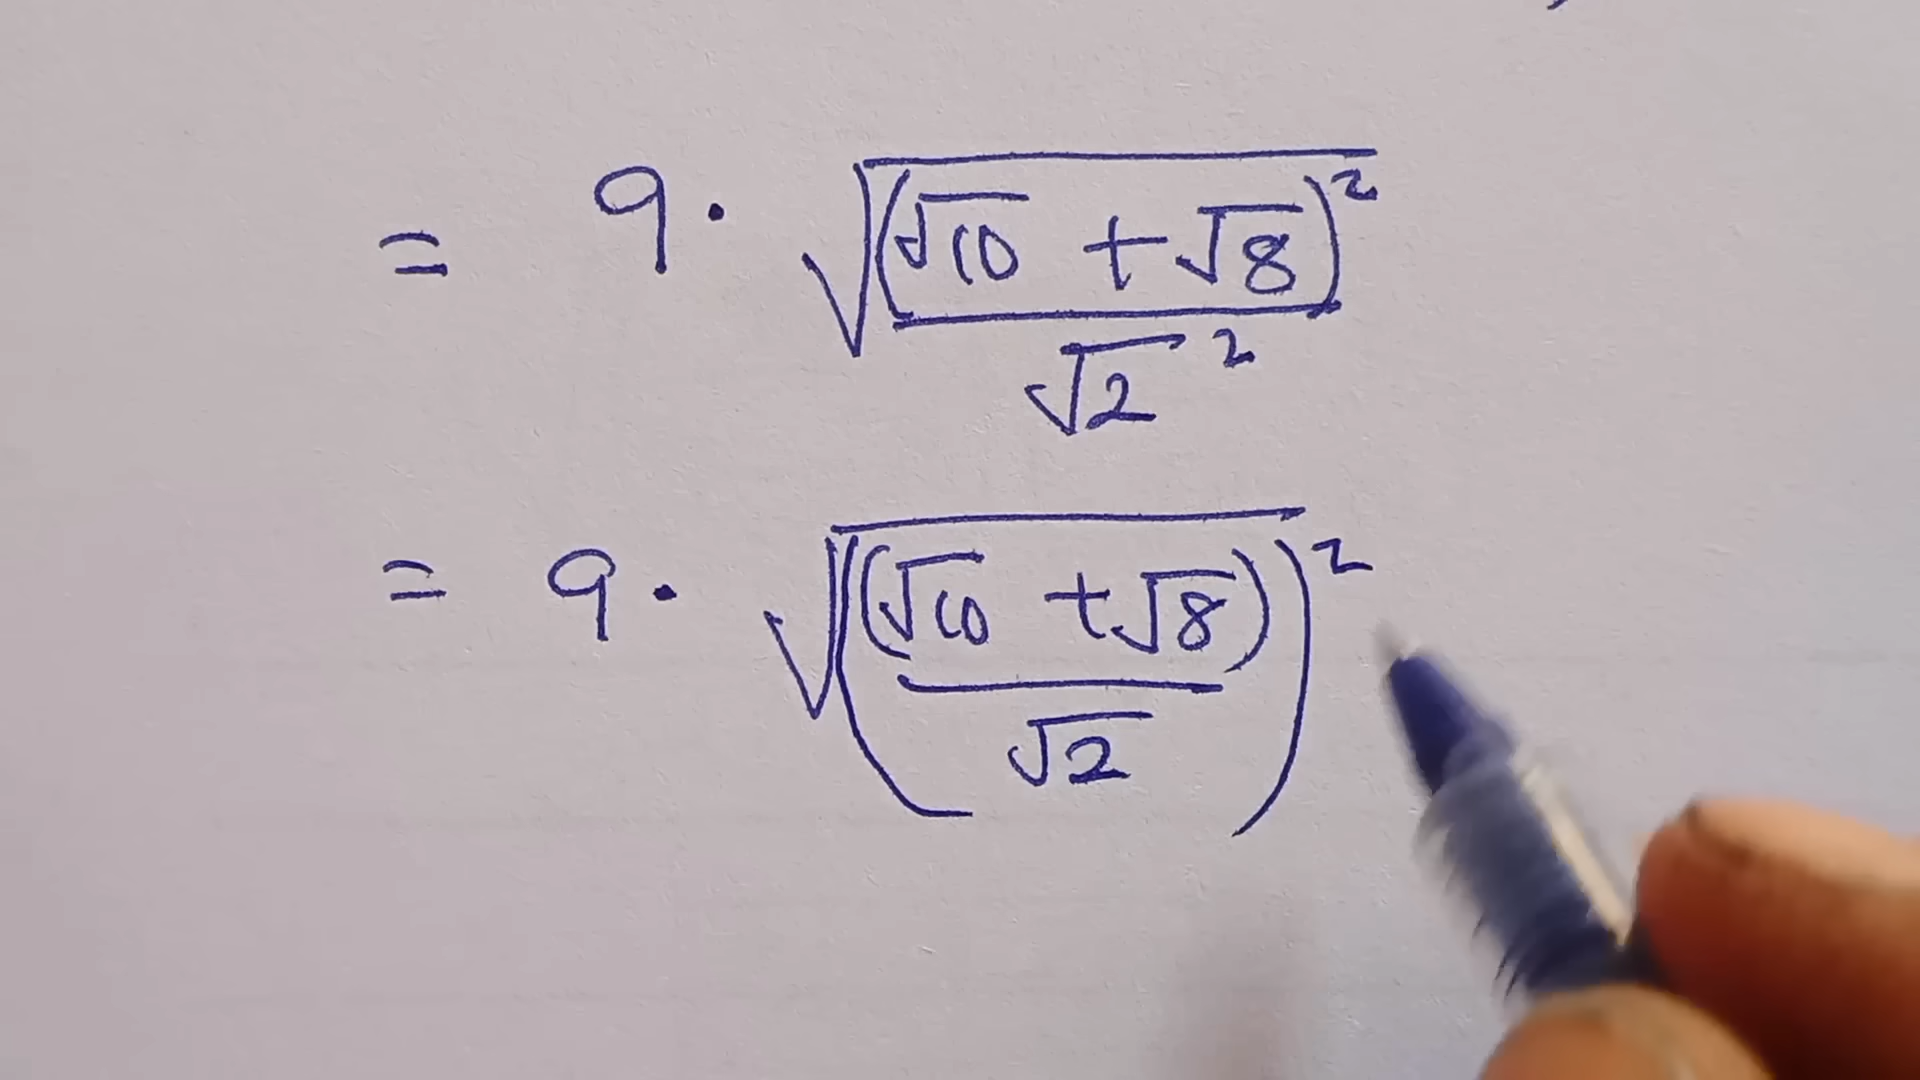 = 9 · √((√10 + √8)² / √2²)
= 9 · √(((√10 + √8) / √2)²)